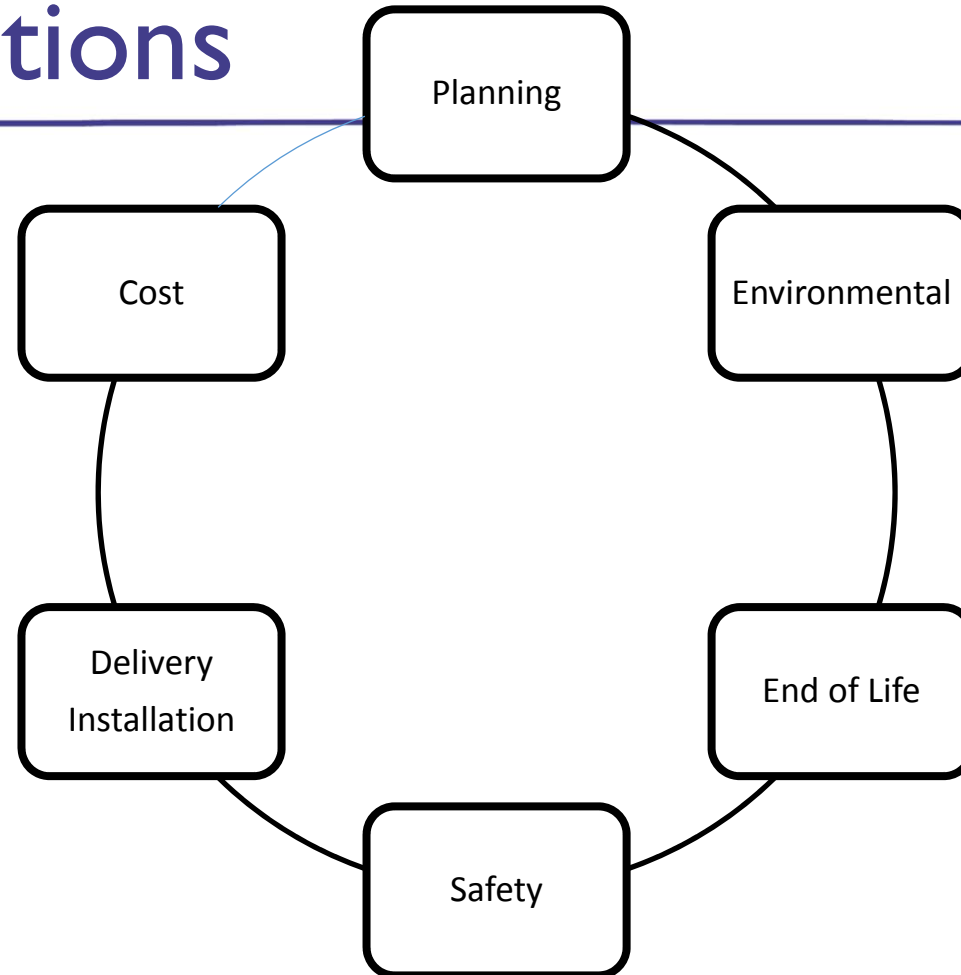 tions
Planning
Cost
Environmental
Delivery
Installation
End of Life
Safety